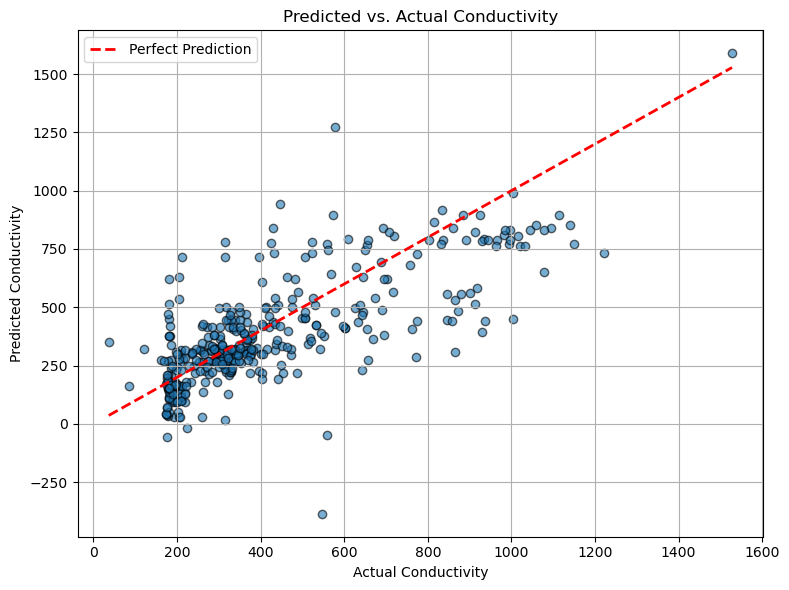 Predicted vs. Actual Conductivity
Perfect Prediction
Predicted Conductivity
1500
1250
1000
750
500
250
0
−250
0 200 400 600 800 1000 1200 1400 1600
Actual Conductivity